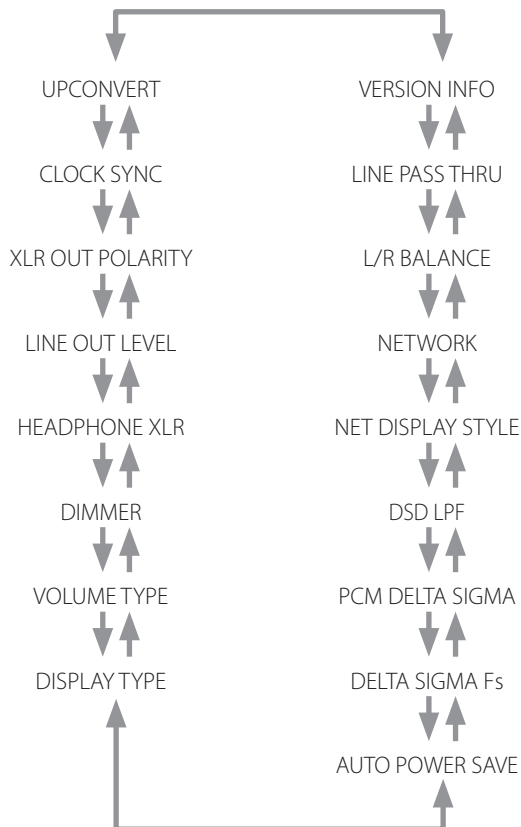 UPCONVERT
CLOCK SYNC
XLR OUT POLARITY
LINE OUT LEVEL
HEADPHONE XLR
DIMMER
VOLUME TYPE
DISPLAY TYPE
VERSION INFO
LINE PASS THRU
L/R BALANCE
NETWORK
NET DISPLAY STYLE
DSD LPF
PCM DELTA SIGMA
DELTA SIGMA Fs
AUTO POWER SAVE